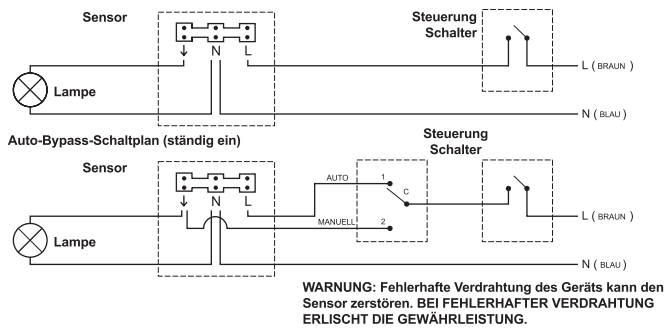 Sensor
Steuerung
Schalter
↓ N L
L ( BRAUN )
Lampe
N ( BLAU )
Auto-Bypass-Schaltplan (ständig ein)
Steuerung
Schalter
Sensor
AUTO 1
C
↓ N L
MANUELL 2
L ( BRAUN )
Lampe
N ( BLAU )
WARNUNG: Fehlerhafte Verdrahtung des Geräts kann den
Sensor zerstören. BEI FEHLERHAFTER VERDRAHTUNG
ERLISCHT DIE GEWÄHRLEISTUNG.